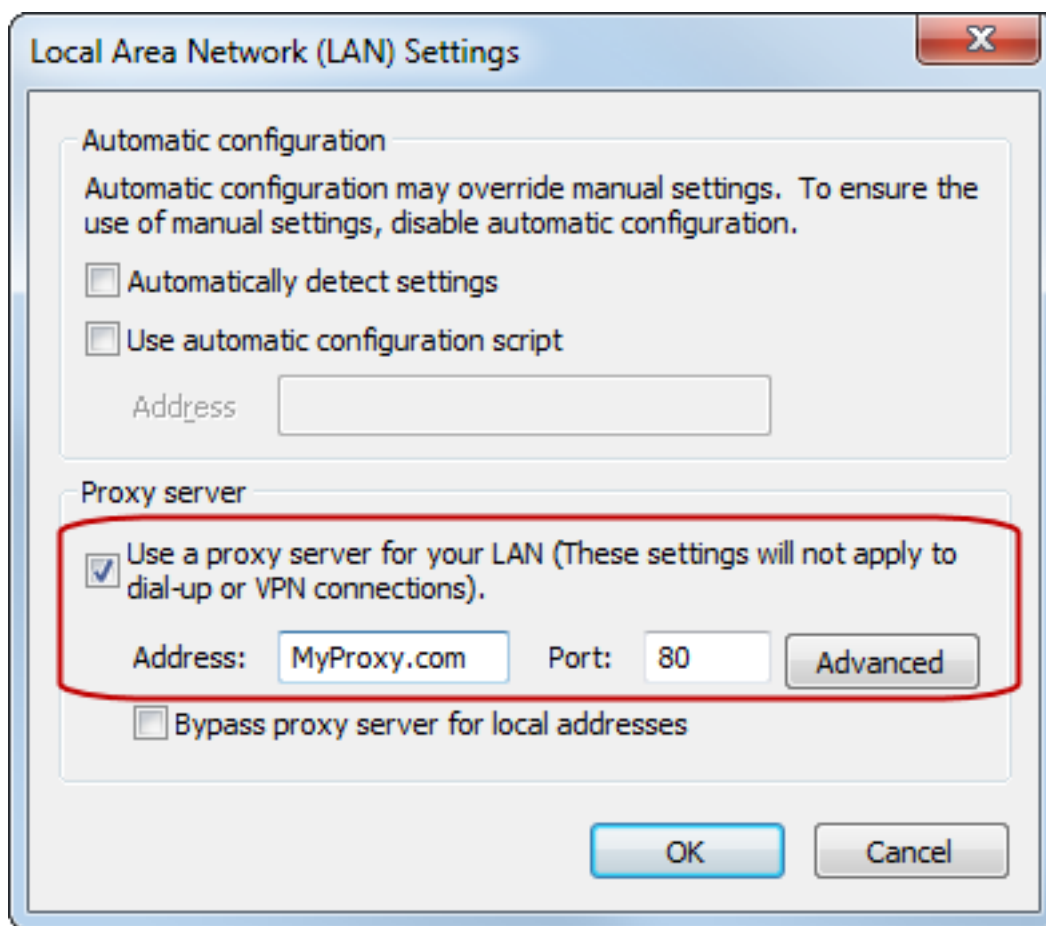 Local Area Network (LAN) Settings
X
Automatic configuration
Automatic configuration may override manual settings. To ensure the
use of manual settings, disable automatic configuration.
Automatically detect settings
Use automatic configuration script
Address
Proxy server
Use a proxy server for your LAN (These settings will not apply to
dial-up or VPN connections).
Address: MyProxy.com Port: 80 Advanced
Bypass proxy server for local addresses
OK Cancel